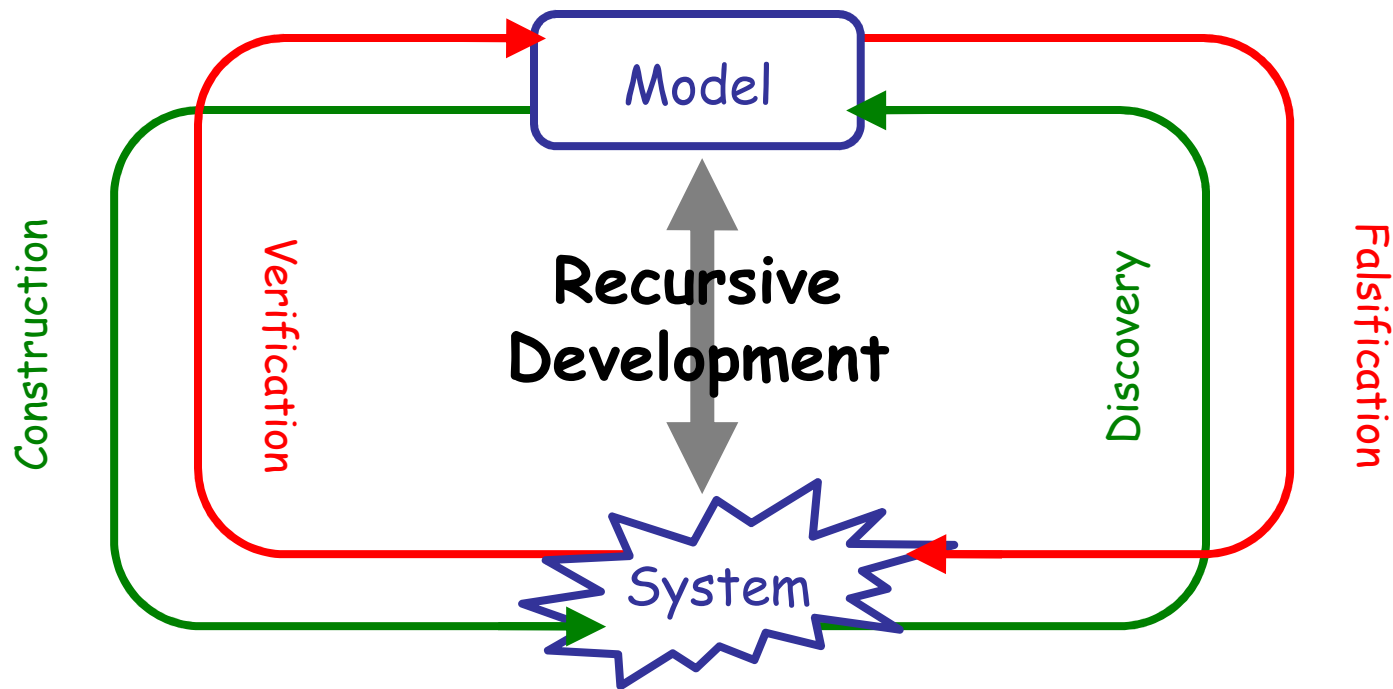 Model
Construction
Verification
Recursive
Development
Discovery
Falsification
System